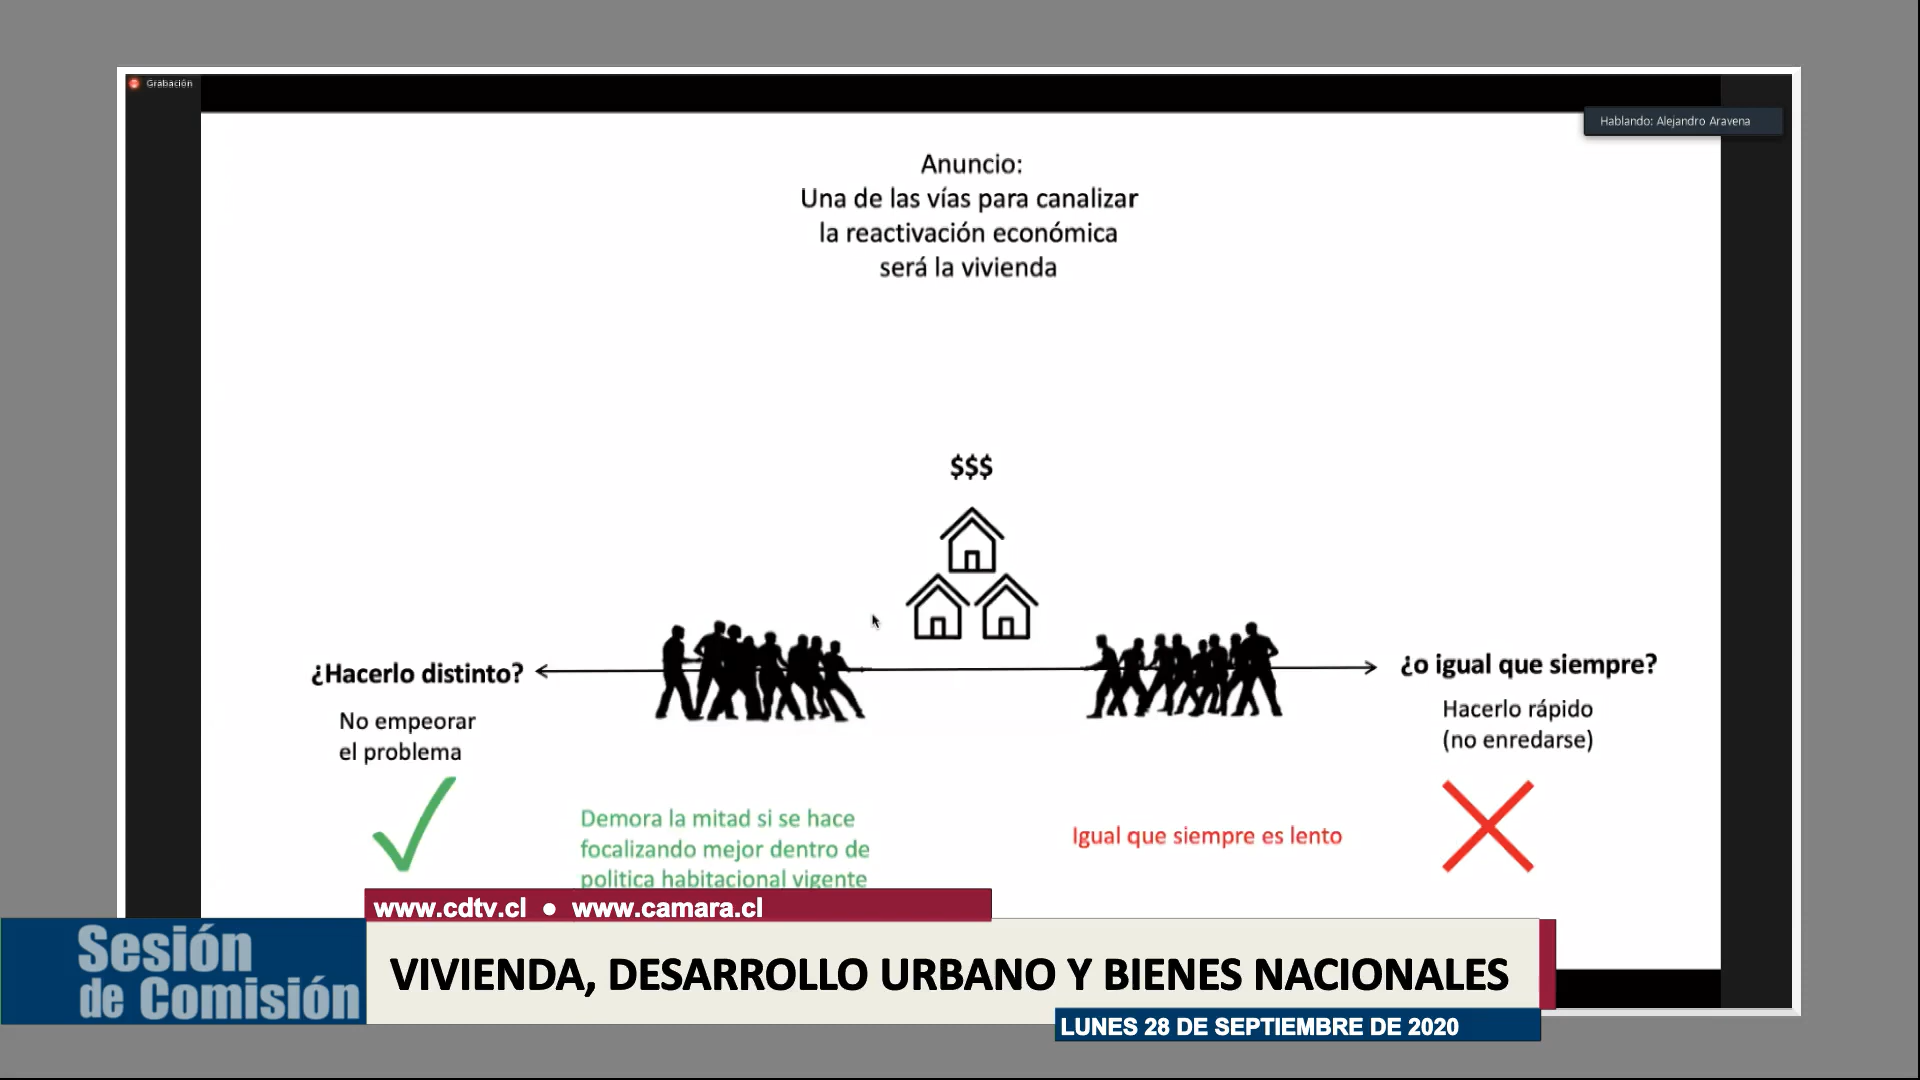 Grabación
Hablando: Alejandro Aravena
Anuncio:
Una de las vías para canalizar
la reactivación económica
será la vivienda
$$$
¿Hacerlo distinto?
¿o igual que siempre?
No empeorar
el problema
Hacerlo rápido
(no enredarse)
Demora la mitad si se hace
focalizando mejor dentro de
politica habitacional vigente
Igual que siempre es lento
www.cdtv.cl ● www.camara.cl
Sesión
de Comisión
VIVIENDA, DESARROLLO URBANO Y BIENES NACIONALES
LUNES 28 DE SEPTIEMBRE DE 2020